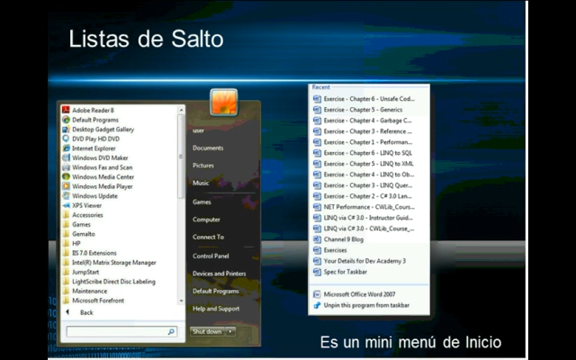 Listas de Salto
Adobe Reader 8
Default Programs
Desktop Gadget Gallery
DVD Play HD DVD
Internet Explorer
Windows DVD Maker
Windows Fax and Scan
Windows Media Center
Windows Media Player
Windows Update
XPS Viewer
Accessories
Games
Gemalto
HP
IIS 7.0 Extensions
Intel(R) Matrix Storage Manager
JumpStart
LightScribe Direct Disc Labeling
Maintenance
Microsoft Forefront
Back
user
Documents
Pictures
Music
Games
Computer
Connect To
Control Panel
Devices and Printers
Default Programs
Help and Support
Shut down
Recent
Exercise - Chapter 6 - Unsafe Cod...
Exercise - Chapter 5 - Generics
Exercise - Chapter 4 - Garbage C...
Exercise - Chapter 3 - Reference ...
Exercise - Chapter 1 - Performan...
Exercise - Chapter 6 - LINQ to SQL
Exercise - Chapter 5 - LINQ to XML
Exercise - Chapter 4 - LINQ to Ob...
Exercise - Chapter 3 - LINQ Quer...
Exercise - Chapter 2 - C# 3.0 Lan...
NET Performance - CWLib_Cours...
LINQ via C# 3.0 - Instructor Guid...
LINQ via C# 3.0 - CWLib_Course_...
Channel 9 Blog
Exercises
Your Details for Dev Academy 3
Spec for Taskbar
Microsoft Office Word 2007
Unpin this program from taskbar
Es un mini menú de Inicio